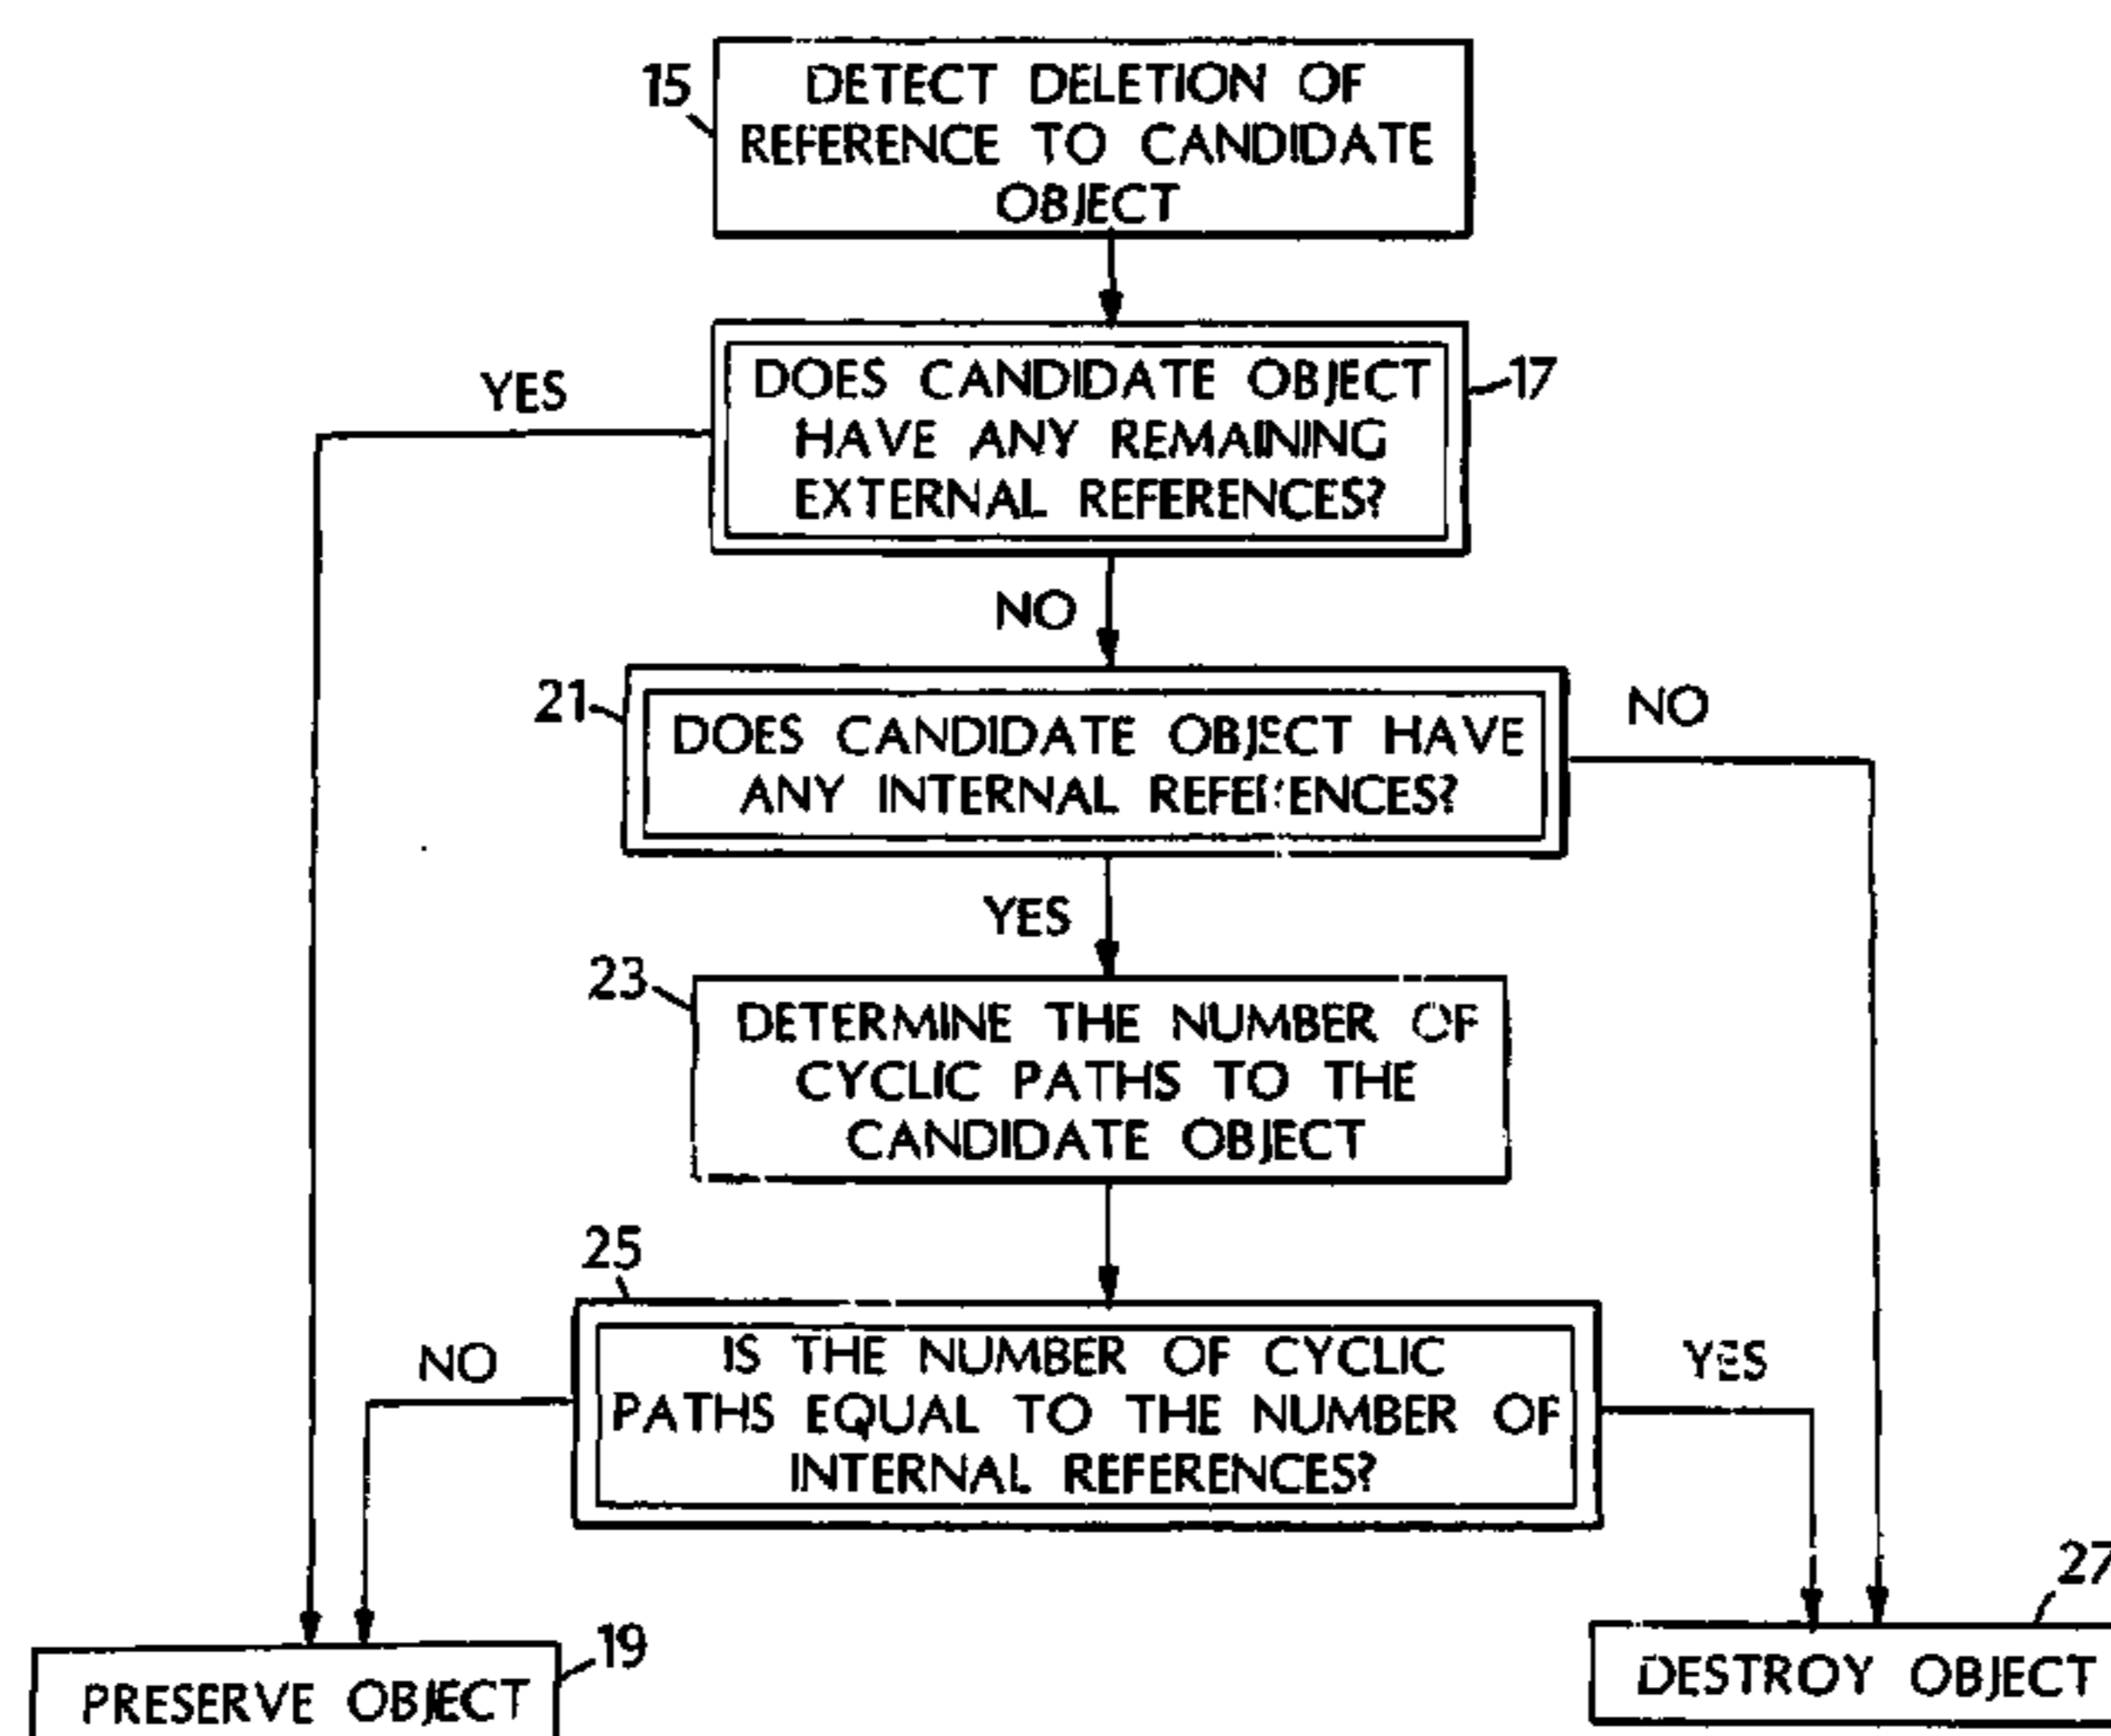 15
DETECT DELETION OF
REFERENCE TO CANDIDATE
OBJECT
YES
DOES CANDIDATE OBJECT
HAVE ANY REMAINING
EXTERNAL REFERENCES?
17
NO
21
DOES CANDIDATE OBJECT HAVE
ANY INTERNAL REFERENCES?
NO
YES
23
DETERMINE THE NUMBER OF
CYCLIC PATHS TO THE
CANDIDATE OBJECT
25
NO
IS THE NUMBER OF CYCLIC
PATHS EQUAL TO THE NUMBER OF
INTERNAL REFERENCES?
YES
27
19
PRESERVE OBJECT
DESTROY OBJECT